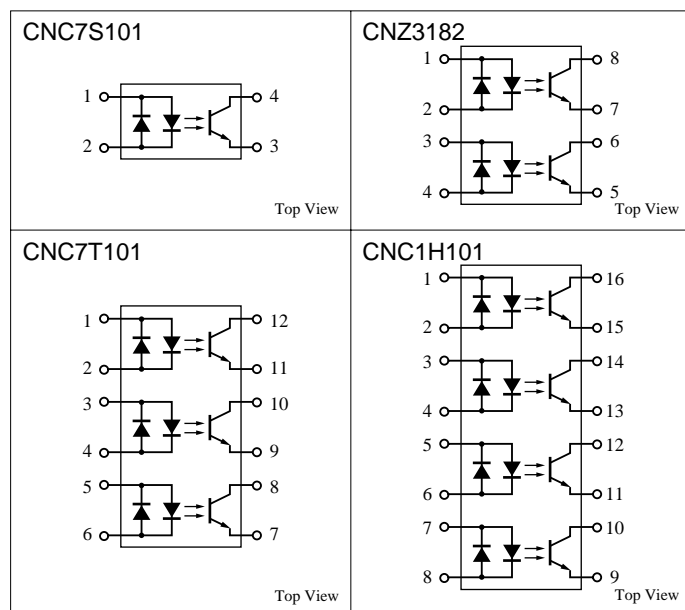 CNC7S101
1 4
2 3
Top View
CNZ3182
1 8
2 7
3 6
4 5
Top View
CNC7T101
1 12
2 11
3 10
4 9
5 8
6 7
Top View
CNC1H101
1 16
2 15
3 14
4 13
5 12
6 11
7 10
8 9
Top View